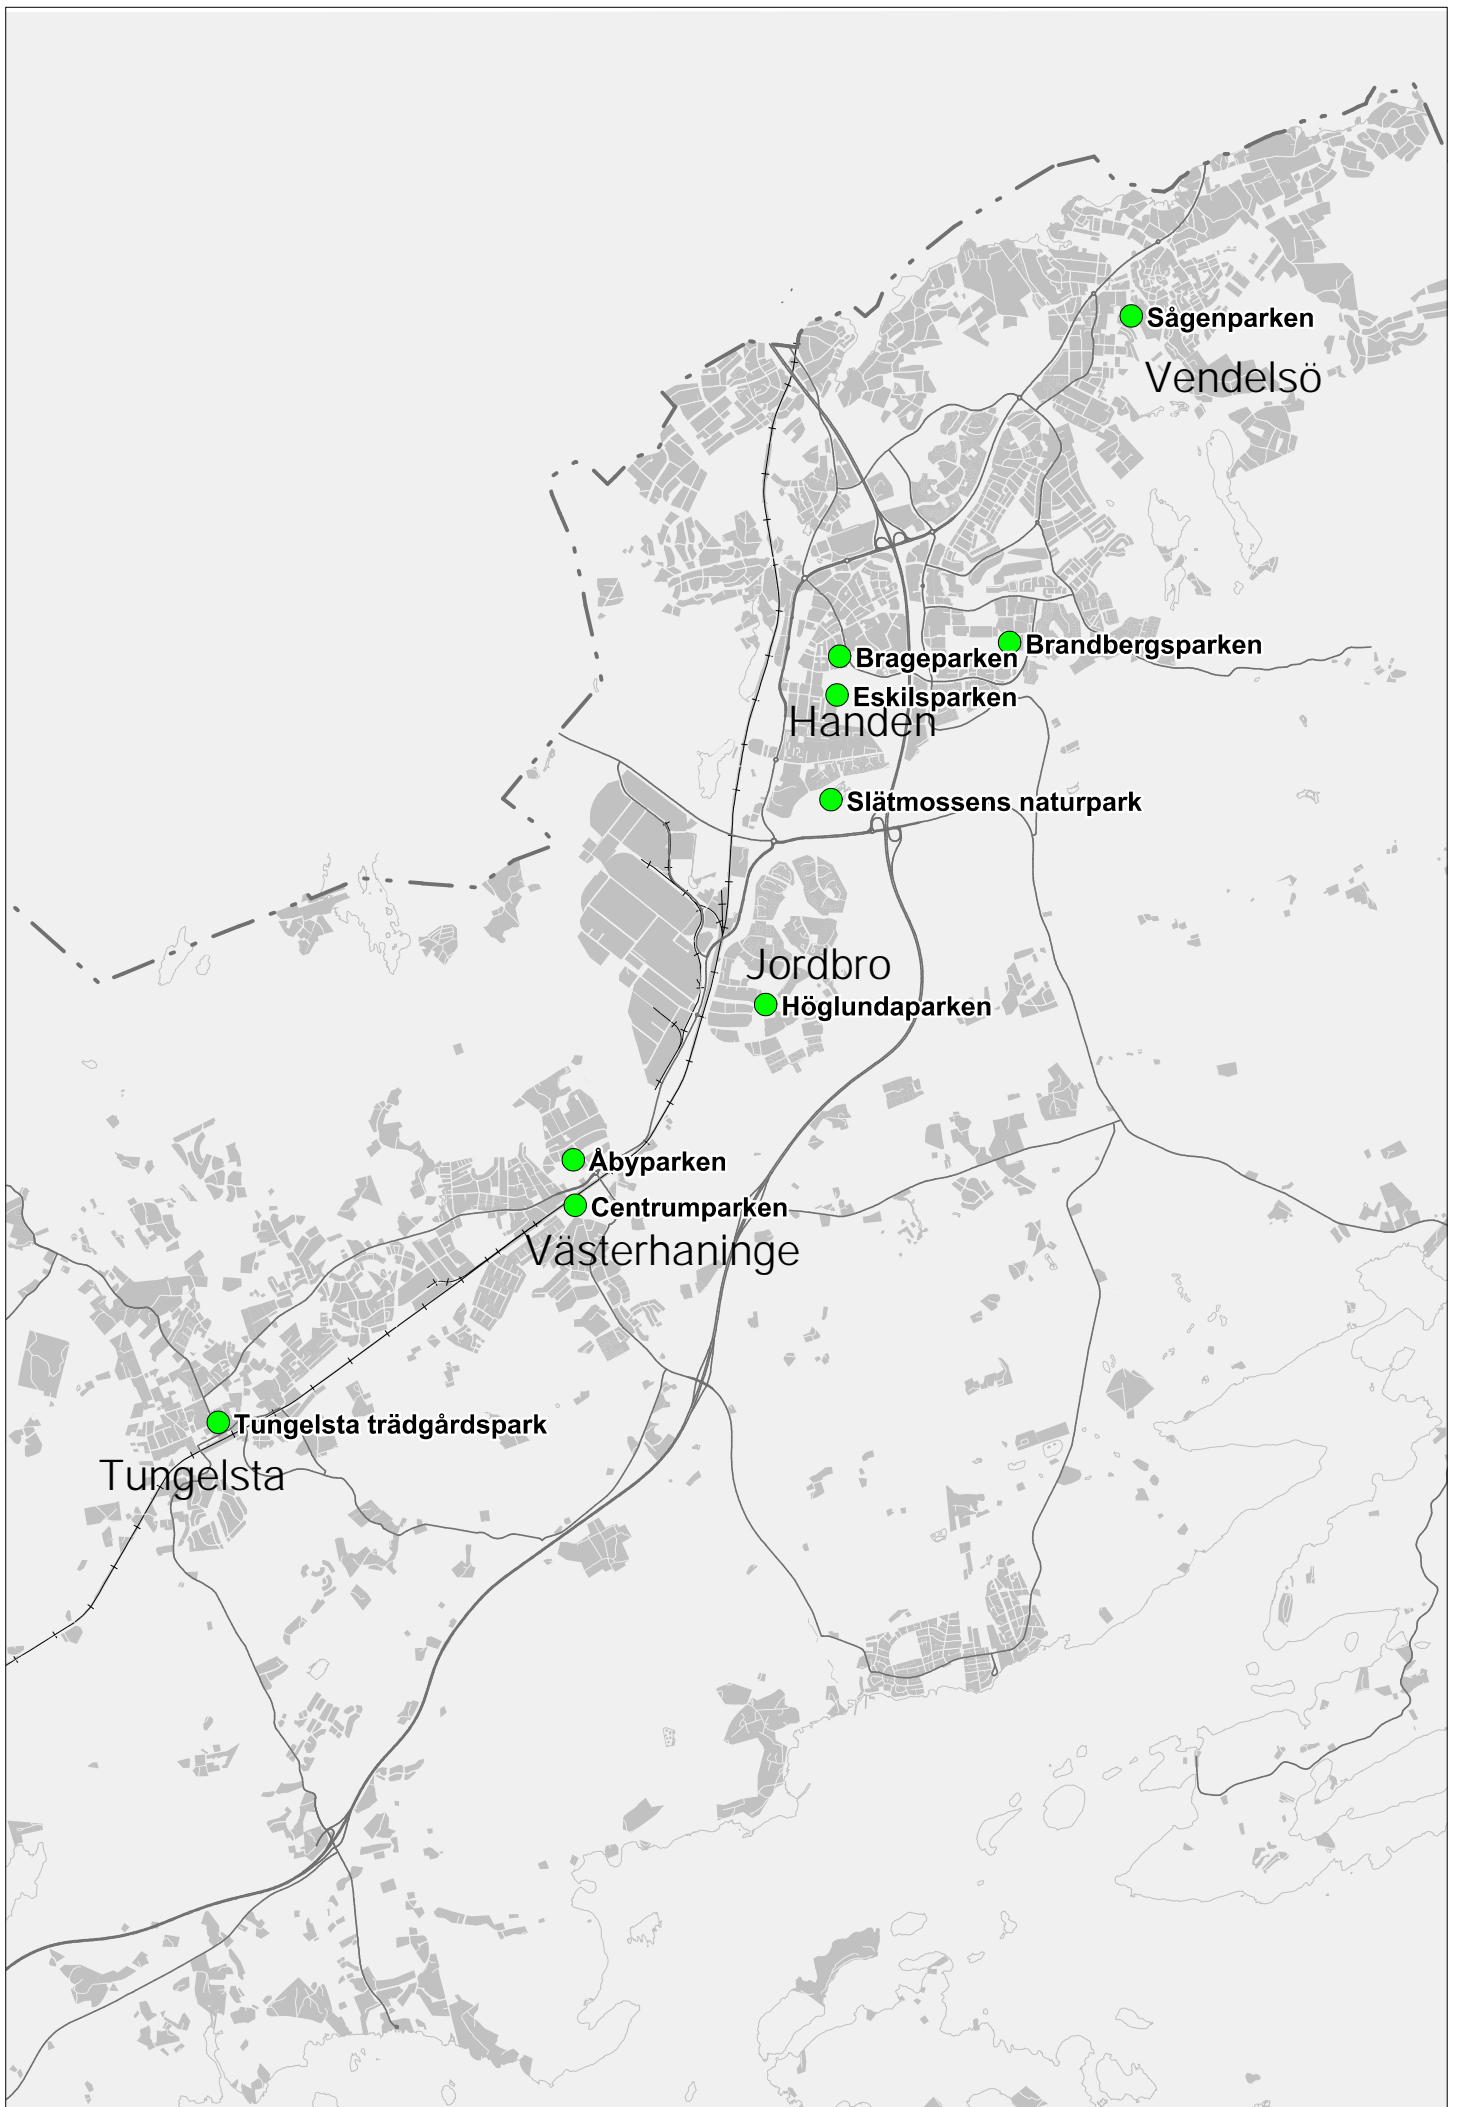 Sågenparken
Vendelsö
Brandbergsparken
Brageparken
Eskilsparken
Handen
Slätmossens naturpark
Jordbro
Höglundaparken
Åbyparken
Centrumparken
Västerhaninge
Tungelsta trädgårdspark
Tungelsta